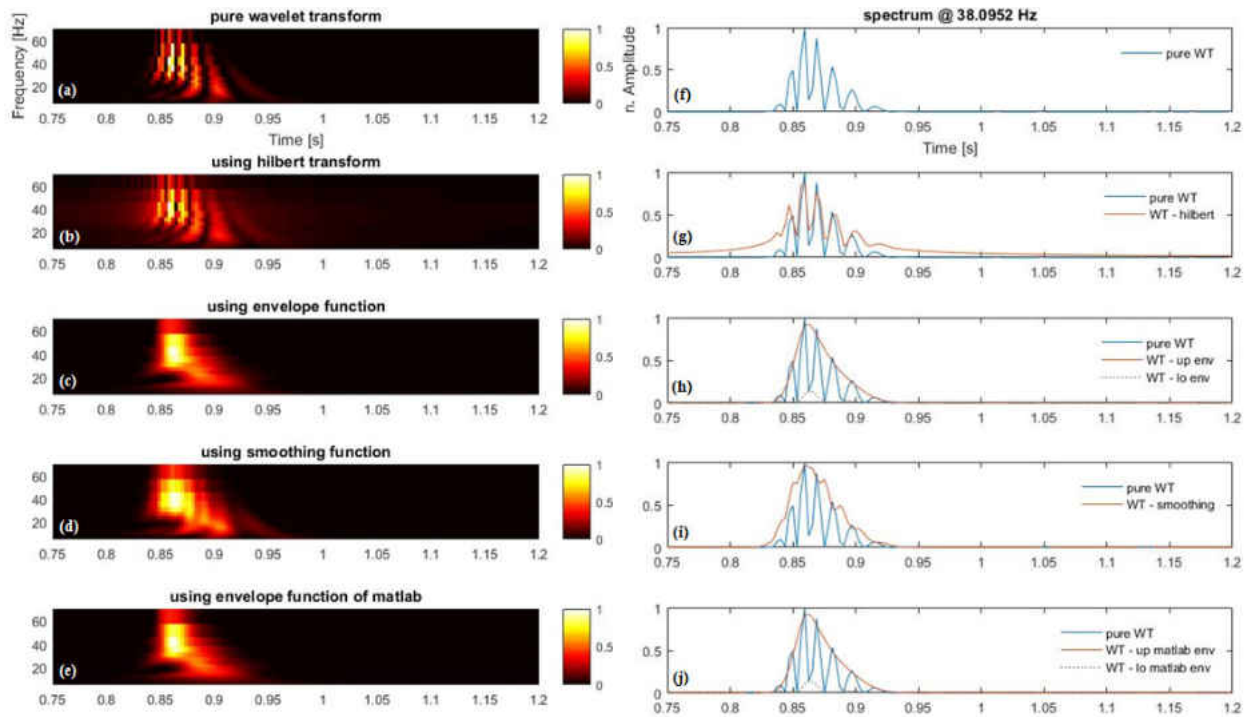 pure wavelet transform
Frequency [Hz]
60
40
20
(a)
1
0.5
0
0.75 0.8 0.85 0.9 0.95 1 1.05 1.1 1.15 1.2
Time [s]
using hilbert transform
60
40
20
(b)
1
0.5
0
0.75 0.8 0.85 0.9 0.95 1 1.05 1.1 1.15 1.2
using envelope function
60
40
20
(c)
1
0.5
0
0.75 0.8 0.85 0.9 0.95 1 1.05 1.1 1.15 1.2
using smoothing function
60
40
20
(d)
1
0.5
0
0.75 0.8 0.85 0.9 0.95 1 1.05 1.1 1.15 1.2
using envelope function of matlab
60
40
20
(e)
1
0.5
0
0.75 0.8 0.85 0.9 0.95 1 1.05 1.1 1.15 1.2
spectrum @ 38.0952 Hz
n. Amplitude
1
0.5
0
pure WT
(f)
0.75 0.8 0.85 0.9 0.95 1 1.05 1.1 1.15 1.2
Time [s]
1
0.5
0
pure WT
WT - hilbert
(g)
0.75 0.8 0.85 0.9 0.95 1 1.05 1.1 1.15 1.2
1
0.5
0
pure WT
WT - up env
WT - lo env
(h)
0.75 0.8 0.85 0.9 0.95 1 1.05 1.1 1.15 1.2
1
0.5
0
pure WT
WT - smoothing
(i)
0.75 0.8 0.85 0.9 0.95 1 1.05 1.1 1.15 1.2
1
0.5
0
pure WT
WT - up matlab env
WT - lo matlab env
(j)
0.75 0.8 0.85 0.9 0.95 1 1.05 1.1 1.15 1.2